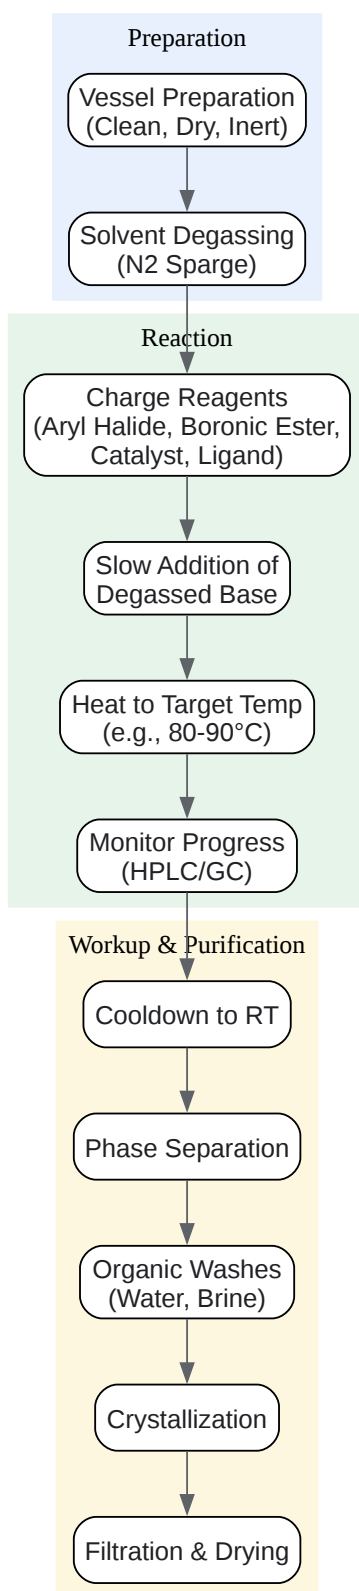 Preparation
Vessel Preparation
(Clean, Dry, Inert)
Solvent Degassing
(N2 Sparge)
Reaction
Charge Reagents
(Aryl Halide, Boronic Ester,
Catalyst, Ligand)
Slow Addition of
Degassed Base
Heat to Target Temp
(e.g., 80-90°C)
Monitor Progress
(HPLC/GC)
Workup & Purification
Cooldown to RT
Phase Separation
Organic Washes
(Water, Brine)
Crystallization
Filtration & Drying